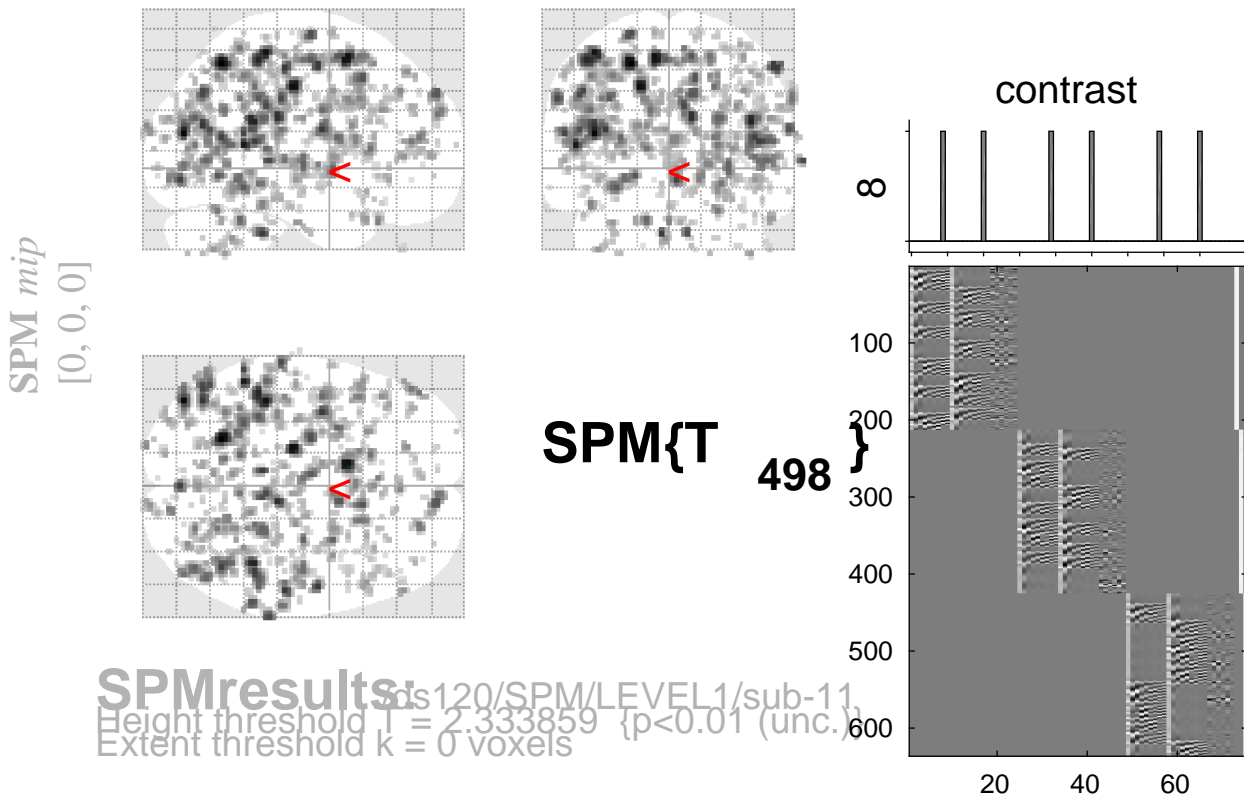 contrast
8
SPM mip
[0, 0, 0]
<
<
<
SPM{T 498 }
100
200
300
400
500
600
20 40 60
SPMresults: /ds120/SPM/LEVEL1/sub-11
Height threshold T = 2.333859 {p<0.01 (unc.)}
Extent threshold k = 0 voxels